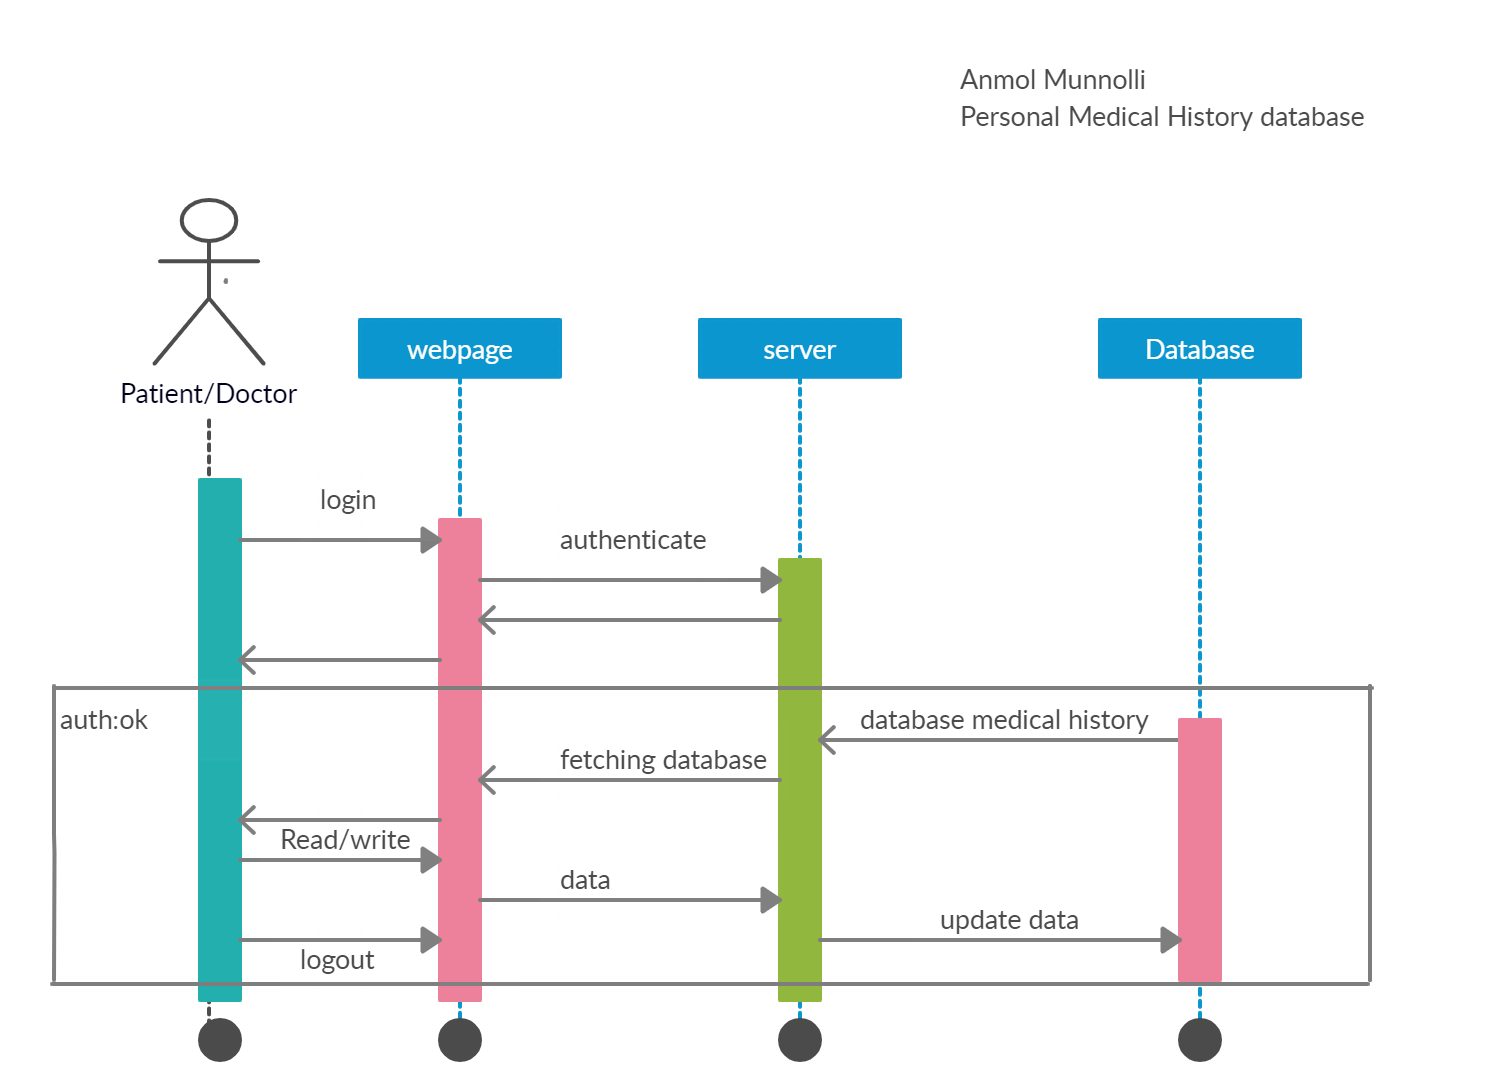 Anmol Munnolli
Personal Medical History database
webpage
server
Database
Patient/Doctor
login
authenticate
auth:ok
database medical history
fetching database
Read/write
data
update data
logout